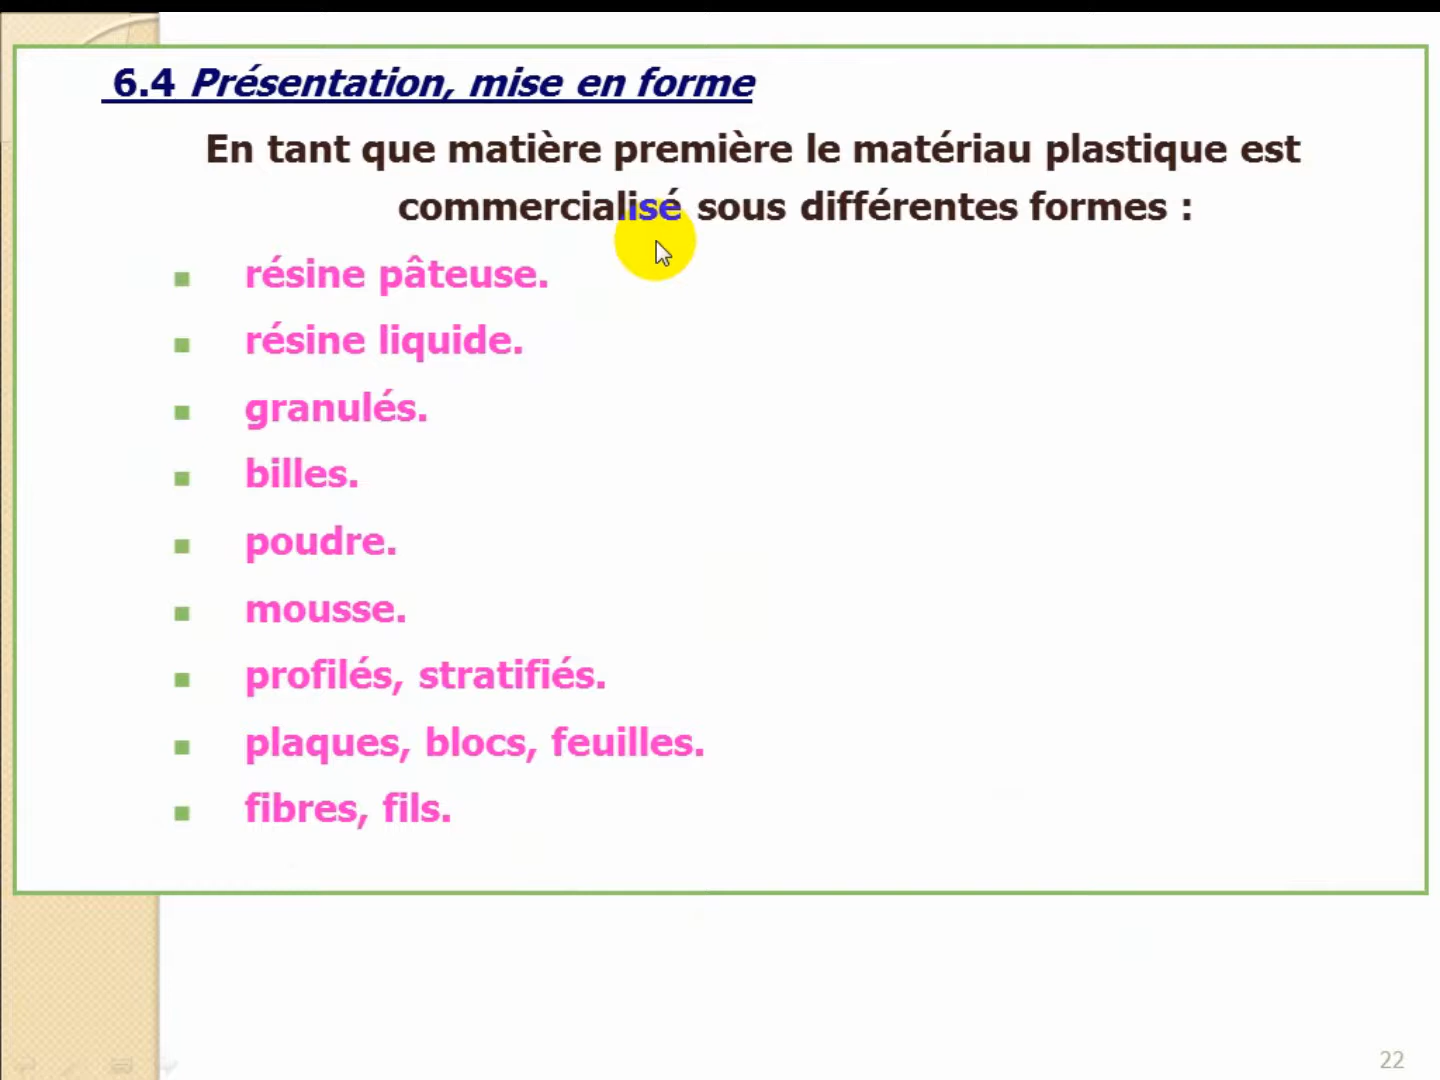 6.4 Présentation, mise en forme
En tant que matière première le matériau plastique est
commercialisé sous différentes formes :
résine pâteuse.
résine liquide.
granulés.
billes.
poudre.
mousse.
profilés, stratifiés.
plaques, blocs, feuilles.
fibres, fils.
22